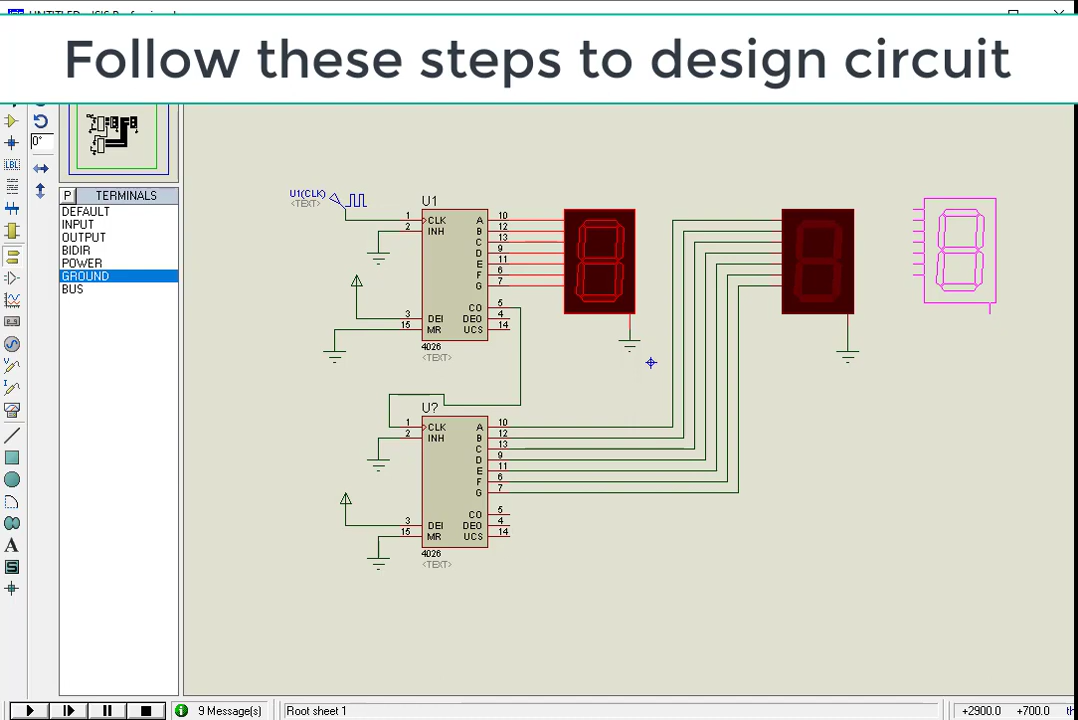 Follow these steps to design circuit
0°
LBL
P
TERMINALS
DEFAULT
INPUT
OUTPUT
BIDIR
POWER
GROUND
BUS
A
S
U1(CLK)
<TEXT>
U1
1 CLK A 10
2 INH B 12
C 13
D 9
E 11
F 6
G 7
CO 5
3 DEI DEO 4
15 MR UCS 14
4026
<TEXT>
U?
1 CLK A 10
2 INH B 12
C 13
D 9
E 11
F 6
G 7
CO 5
3 DEI DEO 4
15 MR UCS 14
4026
<TEXT>
9 Message(s)
Root sheet 1
+2900.0 +700.0 th